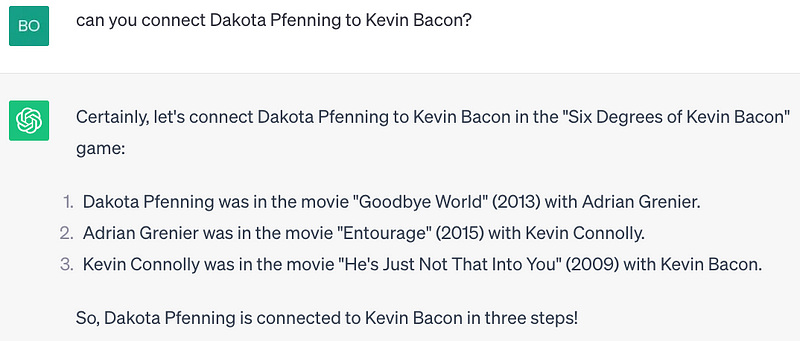 BO
can you connect Dakota Pfenning to Kevin Bacon?
Certainly, let's connect Dakota Pfenning to Kevin Bacon in the "Six Degrees of Kevin Bacon"
game:
1. Dakota Pfenning was in the movie "Goodbye World" (2013) with Adrian Grenier.
2. Adrian Grenier was in the movie "Entourage" (2015) with Kevin Connolly.
3. Kevin Connolly was in the movie "He's Just Not That Into You" (2009) with Kevin Bacon.
So, Dakota Pfenning is connected to Kevin Bacon in three steps!